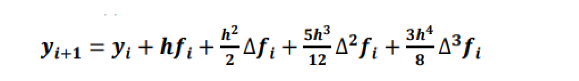 yᵢ₊₁ = yᵢ + hfᵢ + h²/2 Δfᵢ + 5h³/12 Δ²fᵢ + 3h⁴/8 Δ³fᵢ